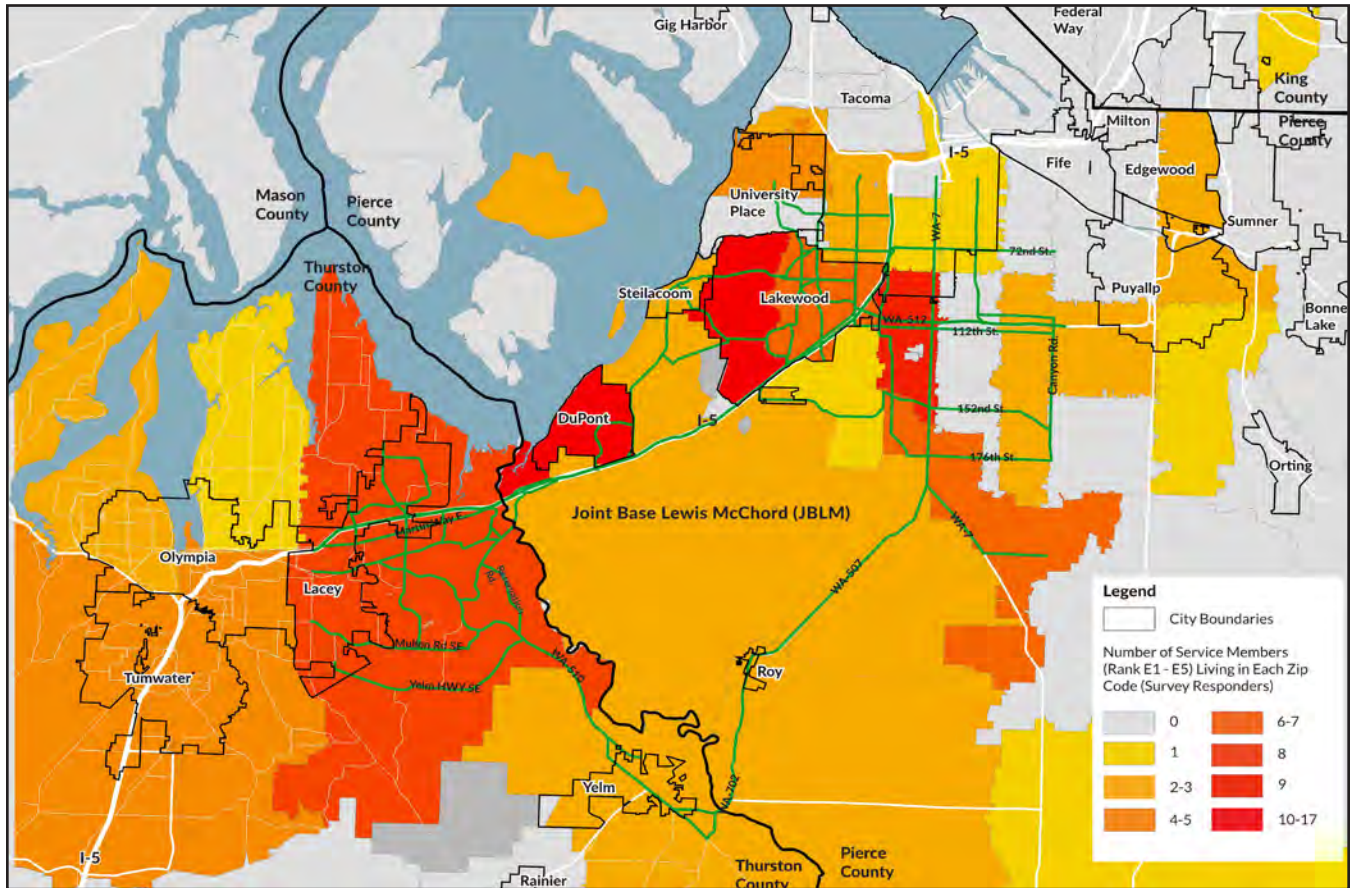 Gig Harbor
Federal
Way
King
County
Pierce
County
Tacoma
Milton
I-5
Fife
Edgewood
Mason
County
Pierce
County
University
Place
WA-7
Sumner
Thurston
County
72nd St.
Steilacoom
Lakewood
Puyallp
Bonne
Lake
WA-512
112th St.
Canyon Rd.
DuPont
I-5
152nd St.
176th St.
Orting
Joint Base Lewis McChord (JBLM)
WA-7
Martin Way E
Olympia
Lacey
Rd.
WA-507
Mullen Rd SE
WA-510
Roy
Tumwater
Yelm HWY SE
Yelm
WA-702
I-5
Rainier
Thurston
County
Pierce
County
Legend
City Boundaries
Number of Service Members
(Rank E1 - E5) Living in Each Zip
Code (Survey Responders)
0
1
2-3
4-5
6-7
8
9
10-17